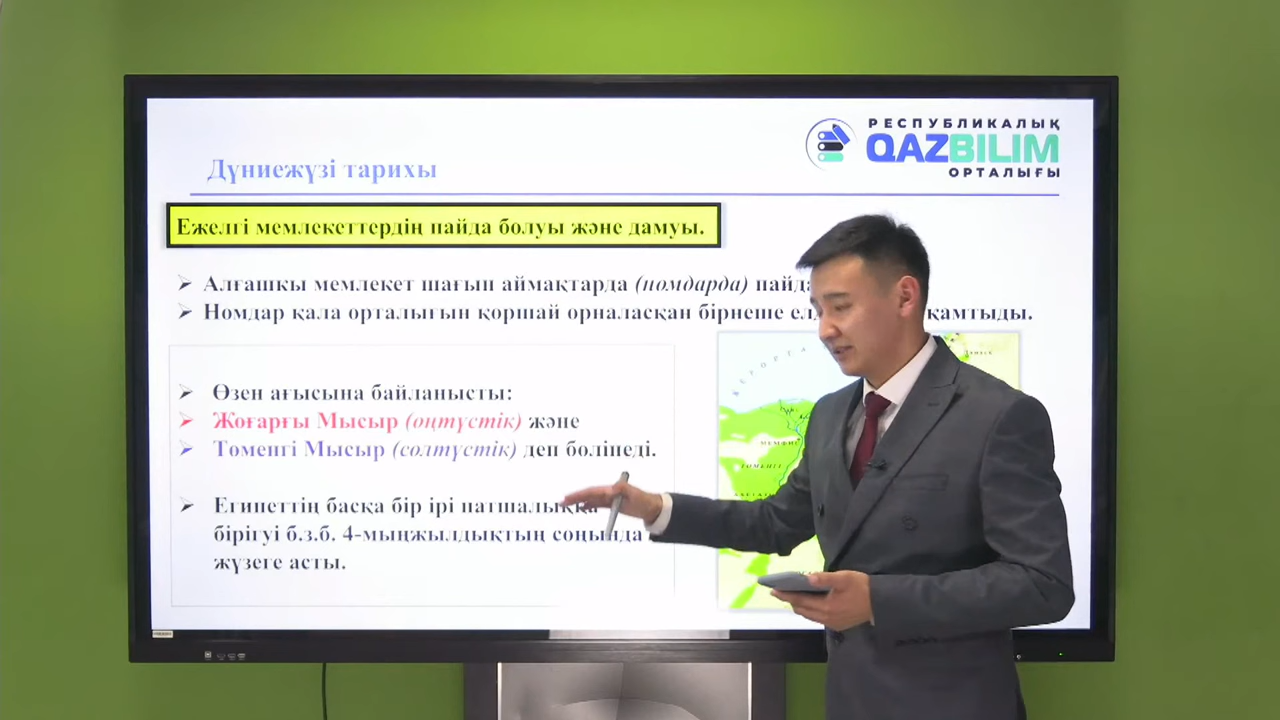 РЕСПУБЛИКАЛЫҚ
QAZBILIM
ОРТАЛЫҒЫ
Дүниежүзі тарихы
Ежелгі мемлекеттердің пайда болуы және дамуы.
Алғашқы мемлекет шағын аймақтарда (номдарда)
Номдар қала орталығын қоршай орналасқан бірнеше қамтыды.
Өзен ағысына байланысты:
Жоғарғы Мысыр (оңтүстік) және
Төменгі Мысыр (солтүстік) деп бөлінеді.
Египеттің басқа бір ірі патшалыққа
бірігуі б.з.б. 4-мыңжылдықтың соңында
жүзеге асты.